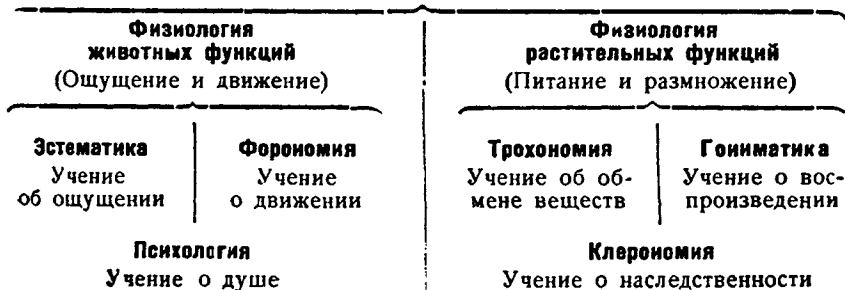 Физиология
животных функций
(Ощущение и движение)
Физиология
растительных функций
(Питание и размножение)
Эстематика
Учение
об ощущении
Форономия
Учение
о движении
Трохономия
Учение об об-
мене веществ
Гониматика
Учение о вос-
произведении
Психология
Учение о душе
Клерономия
Учение о наследственности